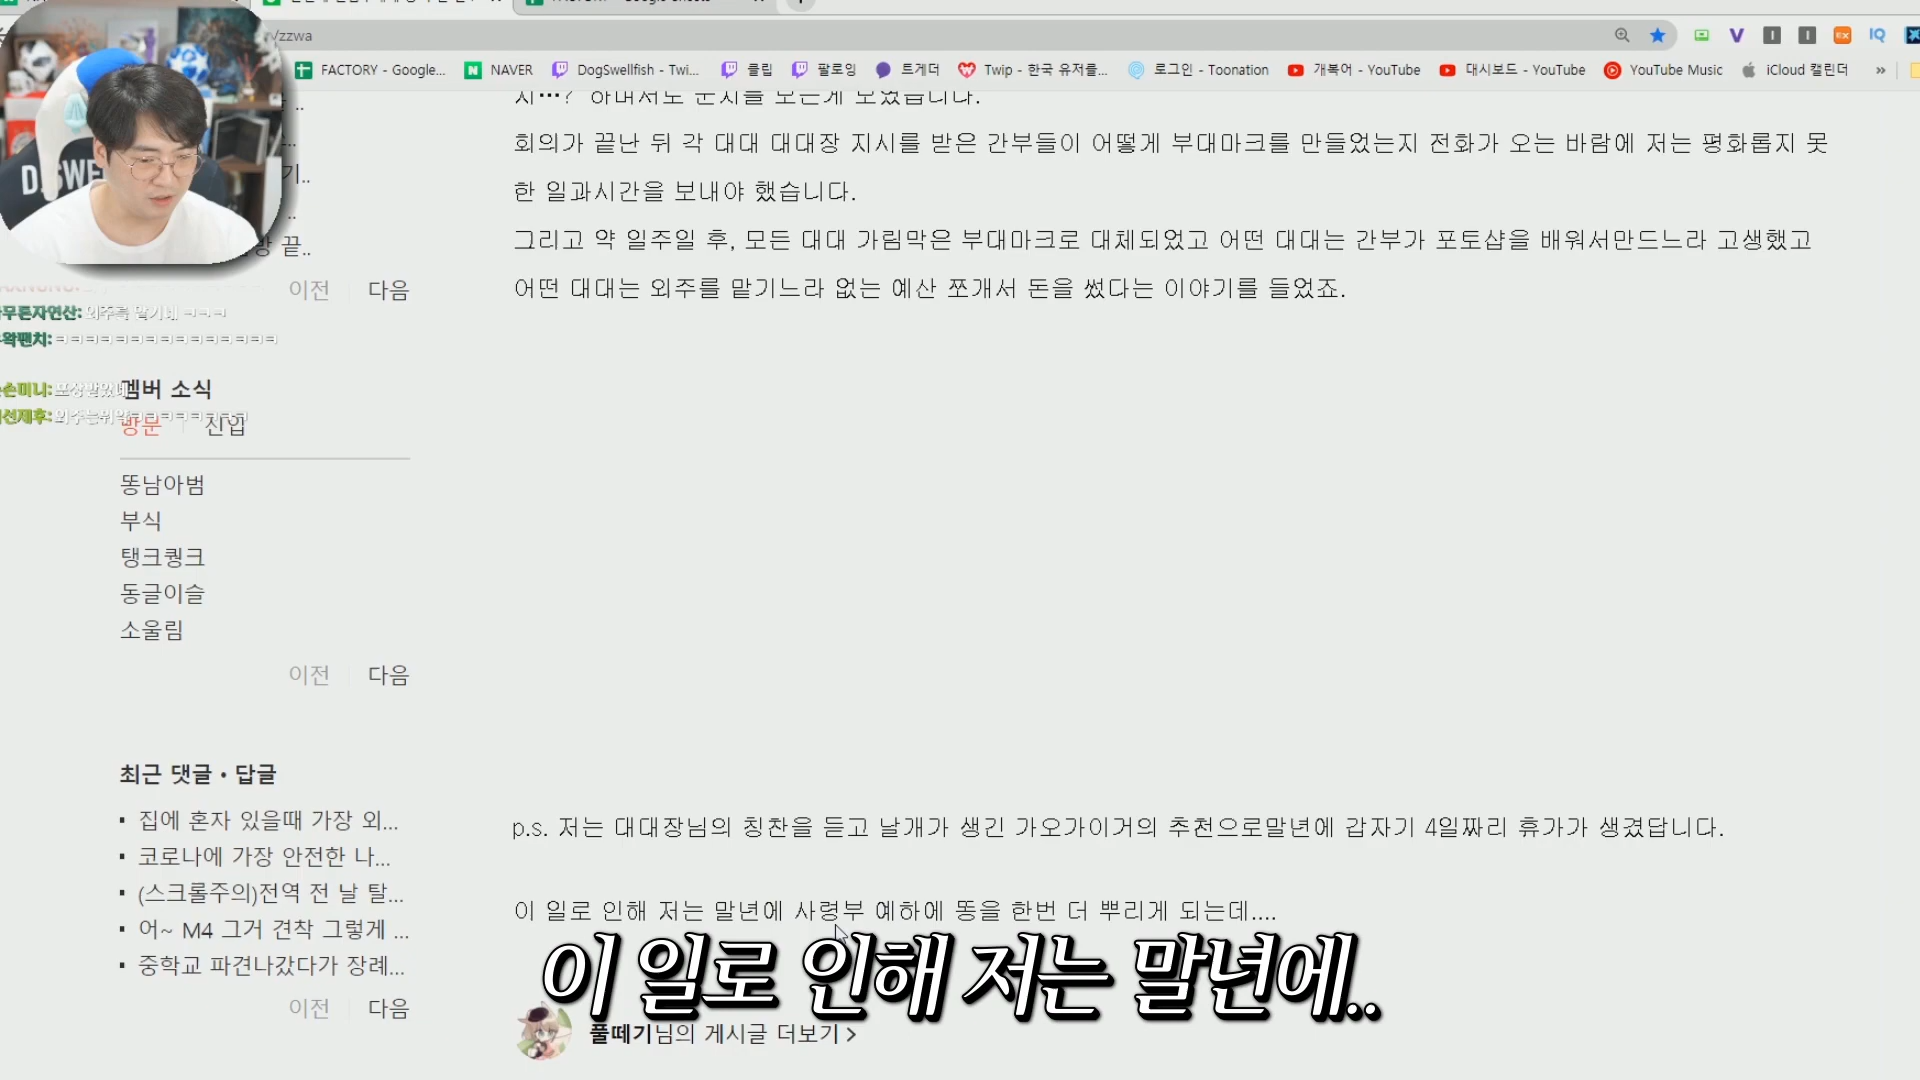 /zzwa
FACTORY - Google...
NAVER
DogSwellfish - Twi...
클립
팔로잉
트게더
Twip - 한국 유저를...
로그인 - Toonation
개복어 - YouTube
대시보드 - YouTube
YouTube Music
iCloud 캘린더
»
회의가 끝난 뒤 각 대대 대대장 지시를 받은 간부들이 어떻게 부대마크를 만들었는지 전화가 오는 바람에 저는 평화롭지 못
한 일과시간을 보내야 했습니다.
그리고 약 일주일 후, 모든 대대 가림막은 부대마크로 대체되었고 어떤 대대는 간부가 포토샵을 배워서만드느라 고생했고
어떤 대대는 외주를 맡기느라 없는 예산 쪼개서 돈을 썼다는 이야기를 들었죠.
기..
끝..
이전
다음
무튼자연산: 외주를 맡기네 ㅋㅋㅋ
왁팬치: ㅋㅋㅋㅋㅋㅋㅋㅋㅋㅋㅋㅋㅋㅋㅋ
멤버 소식
방문
신입
똥남아범
부식
탱크퀑크
동글이슬
소울림
이전
다음
최근 댓글 • 답글
집에 혼자 있을때 가장 외...
코로나에 가장 안전한 나...
(스크롤주의)전역 전 날 탈...
어~ M4 그거 견착 그렇게 ...
중학교 파견나갔다가 장례...
이전
다음
p.s. 저는 대대장님의 칭찬을 듣고 날개가 생긴 가오가이거의 추천으로말년에 갑자기 4일짜리 휴가가 생겼답니다.
이 일로 인해 저는 말년에 사령부 예하에 똥을 한번 더 뿌리게 되는데....
이 일로 인해 저는 말년에..
풀떼기님의 게시글 더보기 >